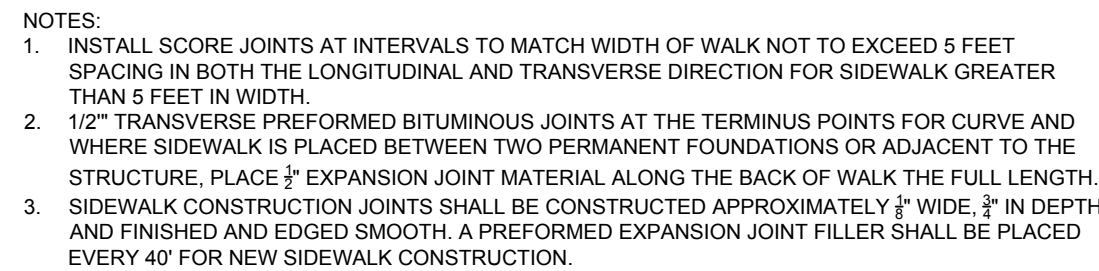 NOTES:
1. INSTALL SCORE JOINTS AT INTERVALS TO MATCH WIDTH OF WALK NOT TO EXCEED 5 FEET
SPACING IN BOTH THE LONGITUDINAL AND TRANSVERSE DIRECTION FOR SIDEWALK GREATER
THAN 5 FEET IN WIDTH.
2. 1/2'" TRANSVERSE PREFORMED BITUMINOUS JOINTS AT THE TERMINUS POINTS FOR CURVE AND
WHERE SIDEWALK IS PLACED BETWEEN TWO PERMANENT FOUNDATIONS OR ADJACENT TO THE
STRUCTURE, PLACE ½" EXPANSION JOINT MATERIAL ALONG THE BACK OF WALK THE FULL LENGTH.
3. SIDEWALK CONSTRUCTION JOINTS SHALL BE CONSTRUCTED APPROXIMATELY ⅛" WIDE, ¾" IN DEPTH
AND FINISHED AND EDGED SMOOTH. A PREFORMED EXPANSION JOINT FILLER SHALL BE PLACED
EVERY 40' FOR NEW SIDEWALK CONSTRUCTION.